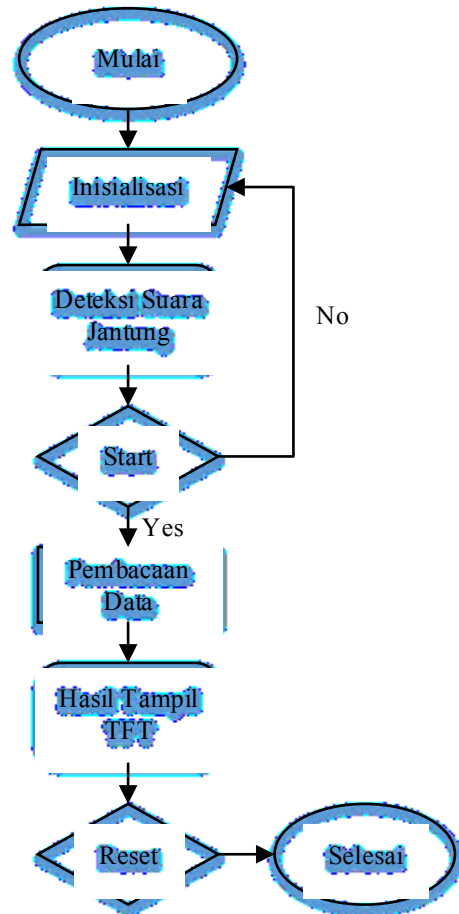 Mulai
Inisialisasi
Deteksi Suara
Jantung
No
Start
Yes
Pembacaan
Data
Hasil Tampil
TFT
Reset
Selesai